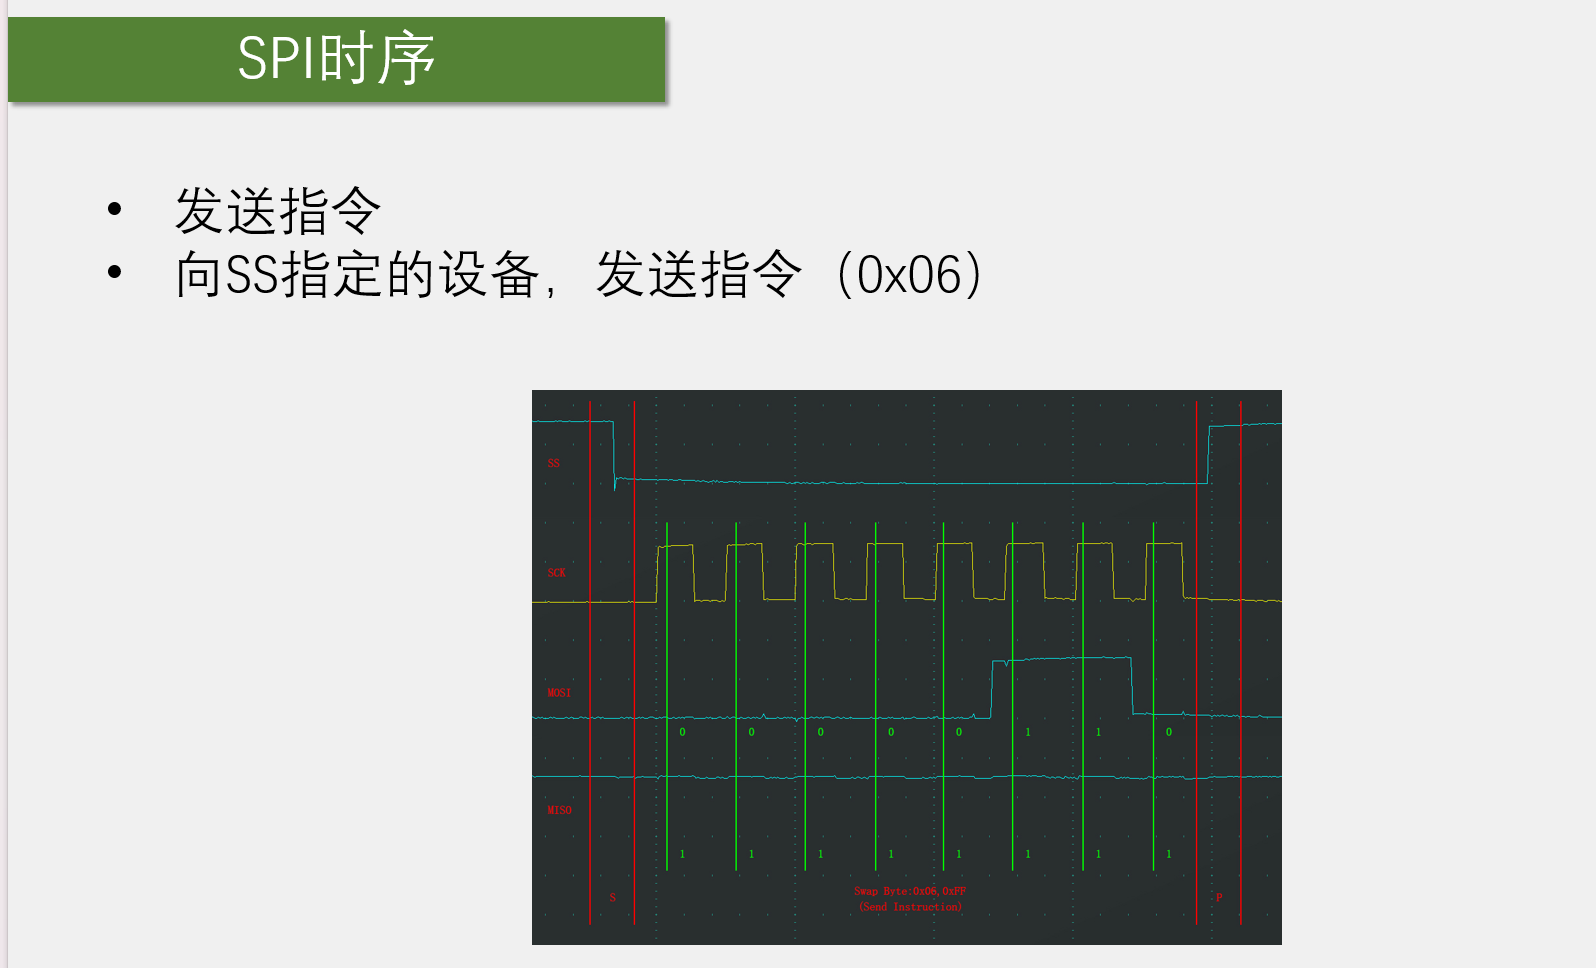 SPI时序
• 发送指令
• 向SS指定的设备，发送指令（0x06）
SS
SCK
MOSI
0 0 0 0 0 1 1 0
MISO
1 1 1 1 1 1 1 1
Swap Byte:0x06,0xFF
S P
(Send Instruction)